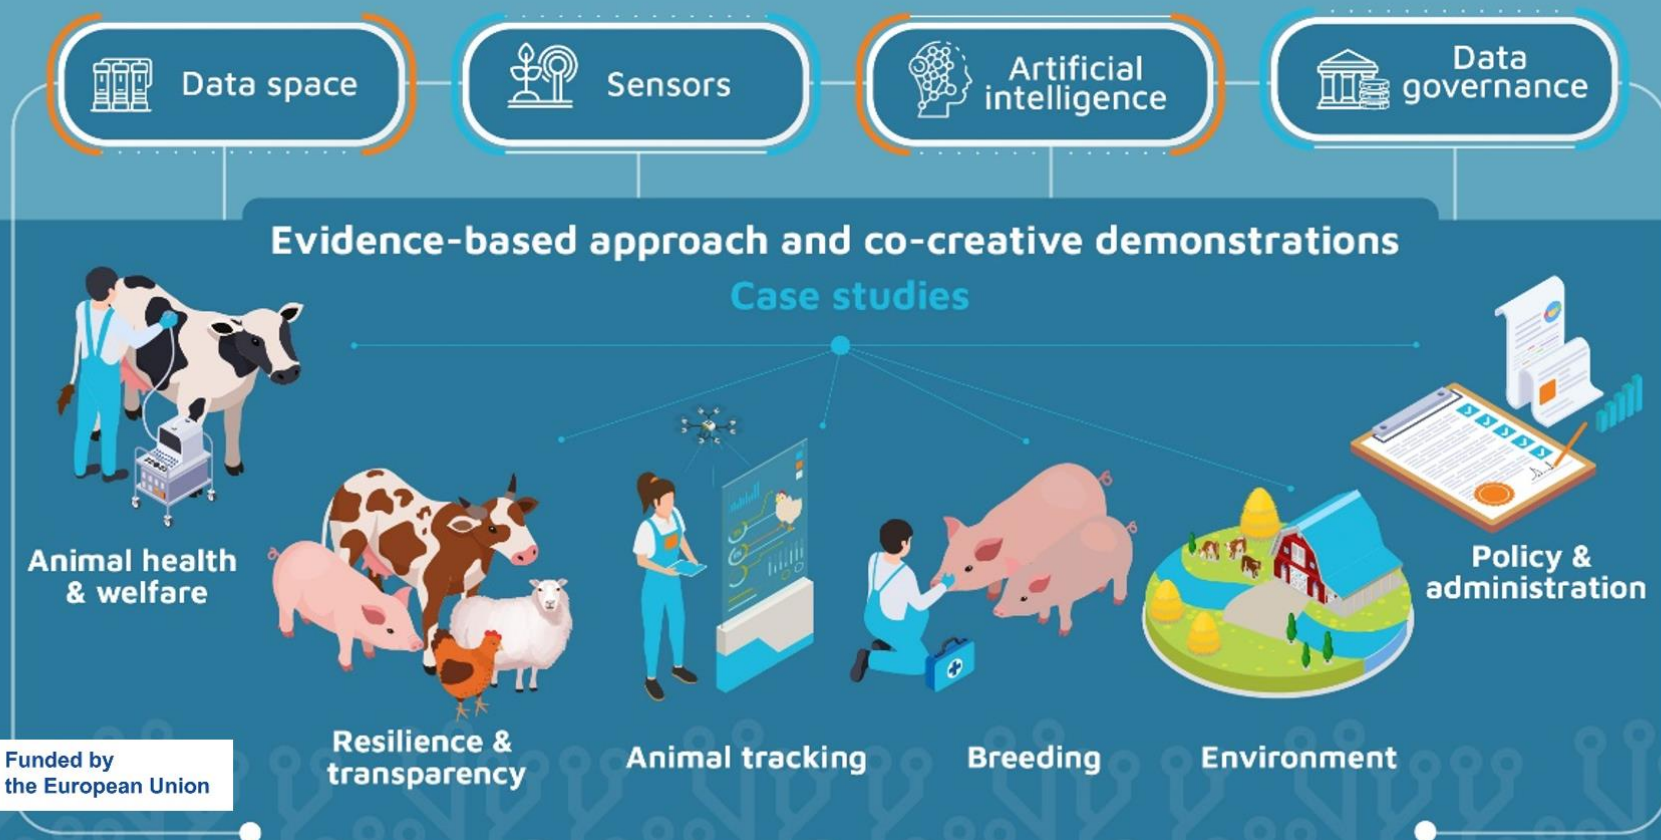 Data space
Sensors
Artificial
intelligence
Data
governance
Evidence-based approach and co-creative demonstrations
Case studies
Animal health
& welfare
Resilience &
transparency
Animal tracking
Breeding
Environment
Policy &
administration
Funded by
the European Union